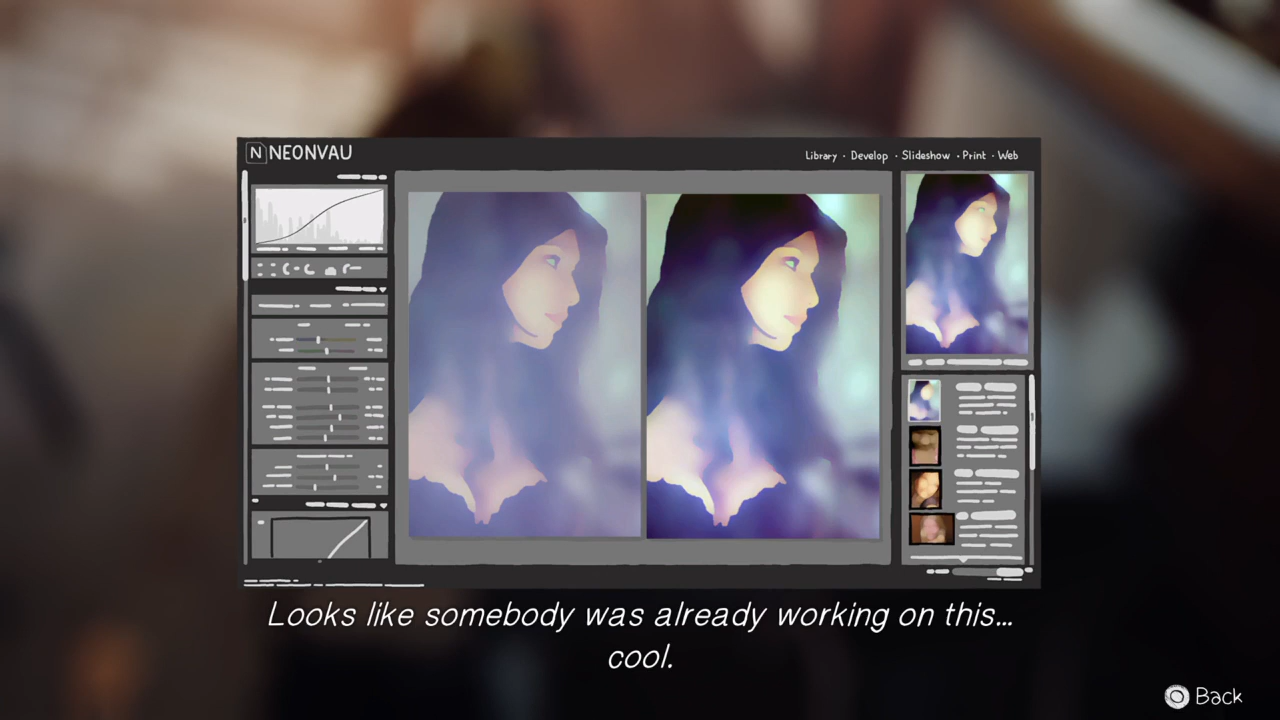 N NEONVAU
Library · Develop · Slideshow · Print · Web
Looks like somebody was already working on this...
cool.
Back